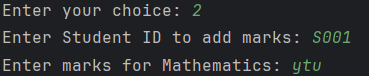 Enter your choice: 2
Enter Student ID to add marks: S001
Enter marks for Mathematics: ytu